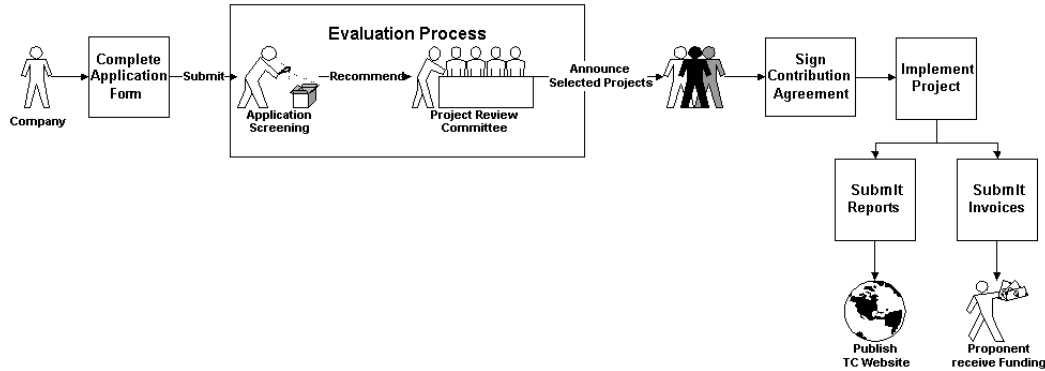 Evaluation Process
Company
Complete
Application
Form
Submit
Application
Screening
Recommend
Project Review
Committee
Announce
Selected Projects
Sign
Contribution
Agreement
Implement
Project
Submit
Reports
Submit
Invoices
Publish
TC Website
Proponent
receive Funding